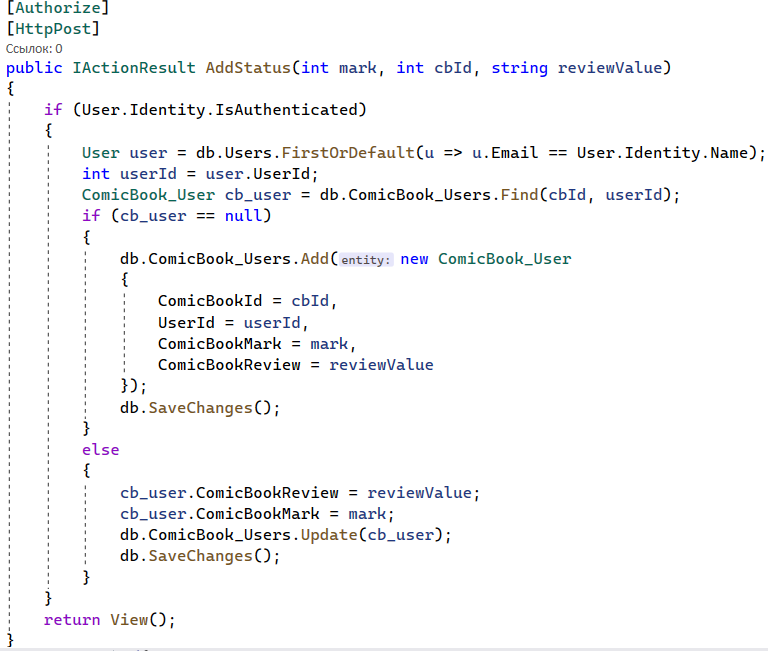 [Authorize]
[HttpPost]
Ссылок: 0
public IActionResult AddStatus(int mark, int cbId, string reviewValue)
{
    if (User.Identity.IsAuthenticated)
    {
        User user = db.Users.FirstOrDefault(u => u.Email == User.Identity.Name);
        int userId = user.UserId;
        ComicBook_User cb_user = db.ComicBook_Users.Find(cbId, userId);
        if (cb_user == null)
        {
            db.ComicBook_Users.Add(entity: new ComicBook_User
            {
                ComicBookId = cbId,
                UserId = userId,
                ComicBookMark = mark,
                ComicBookReview = reviewValue
            });
            db.SaveChanges();
        }
        else
        {
            cb_user.ComicBookReview = reviewValue;
            cb_user.ComicBookMark = mark;
            db.ComicBook_Users.Update(cb_user);
            db.SaveChanges();
        }
    }
    return View();
}